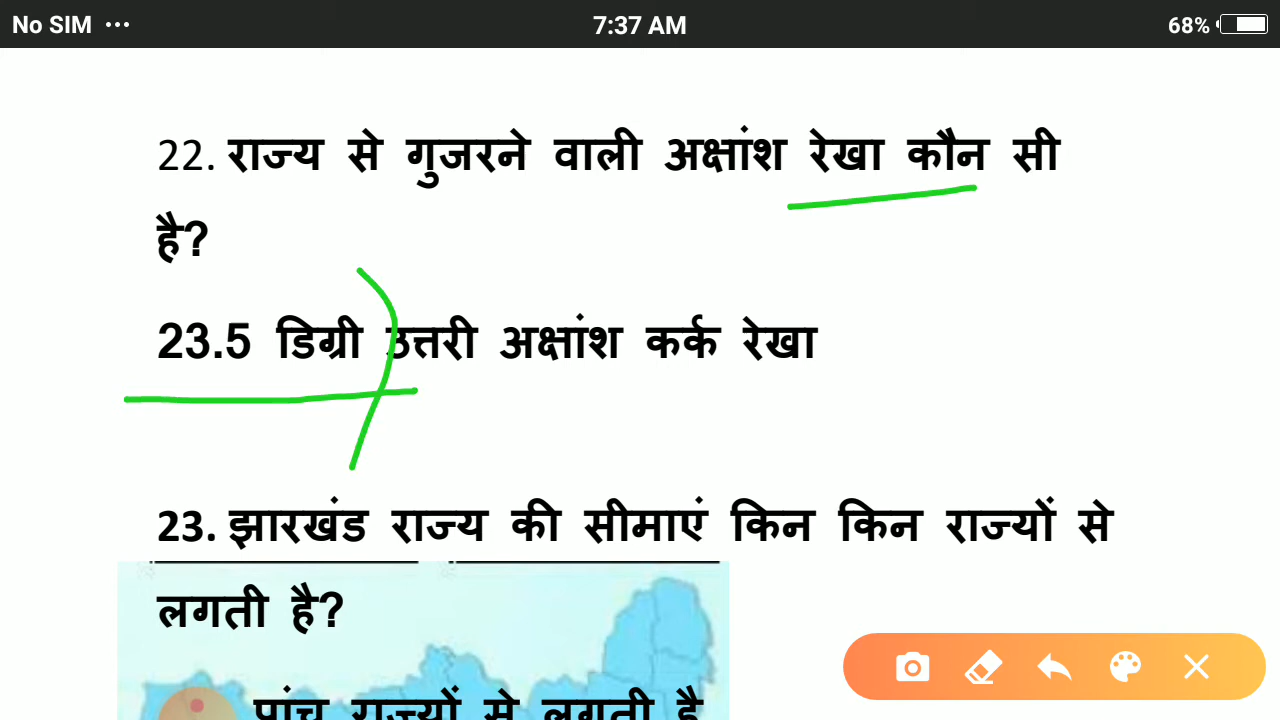 No SIM ... 7:37 AM 68%
22. राज्य से गुजरने वाली अक्षांश रेखा कौन सी
है?
23.5 डिग्री उत्तरी अक्षांश कर्क रेखा
23. झारखंड राज्य की सीमाएं किन किन राज्यों से
लगती है?
पांच राज्यों से लगती है